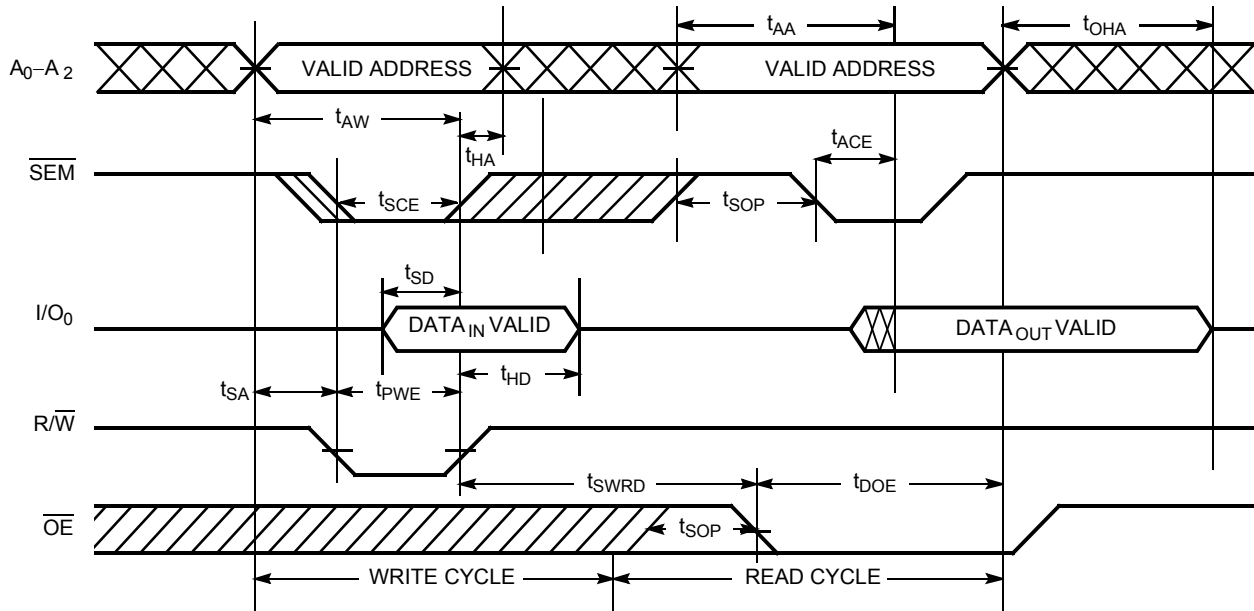 tAA
tOHA
A0–A2
VALID ADDRESS
VALID ADDRESS
tAW
tHA
tACE
SEM
tSCE
tSOP
tSD
I/O0
DATAIN VALID
DATAOUT VALID
tSA
tPWE
tHD
R/W
tSWRD
tDOE
OE
tSOP
WRITE CYCLE
READ CYCLE